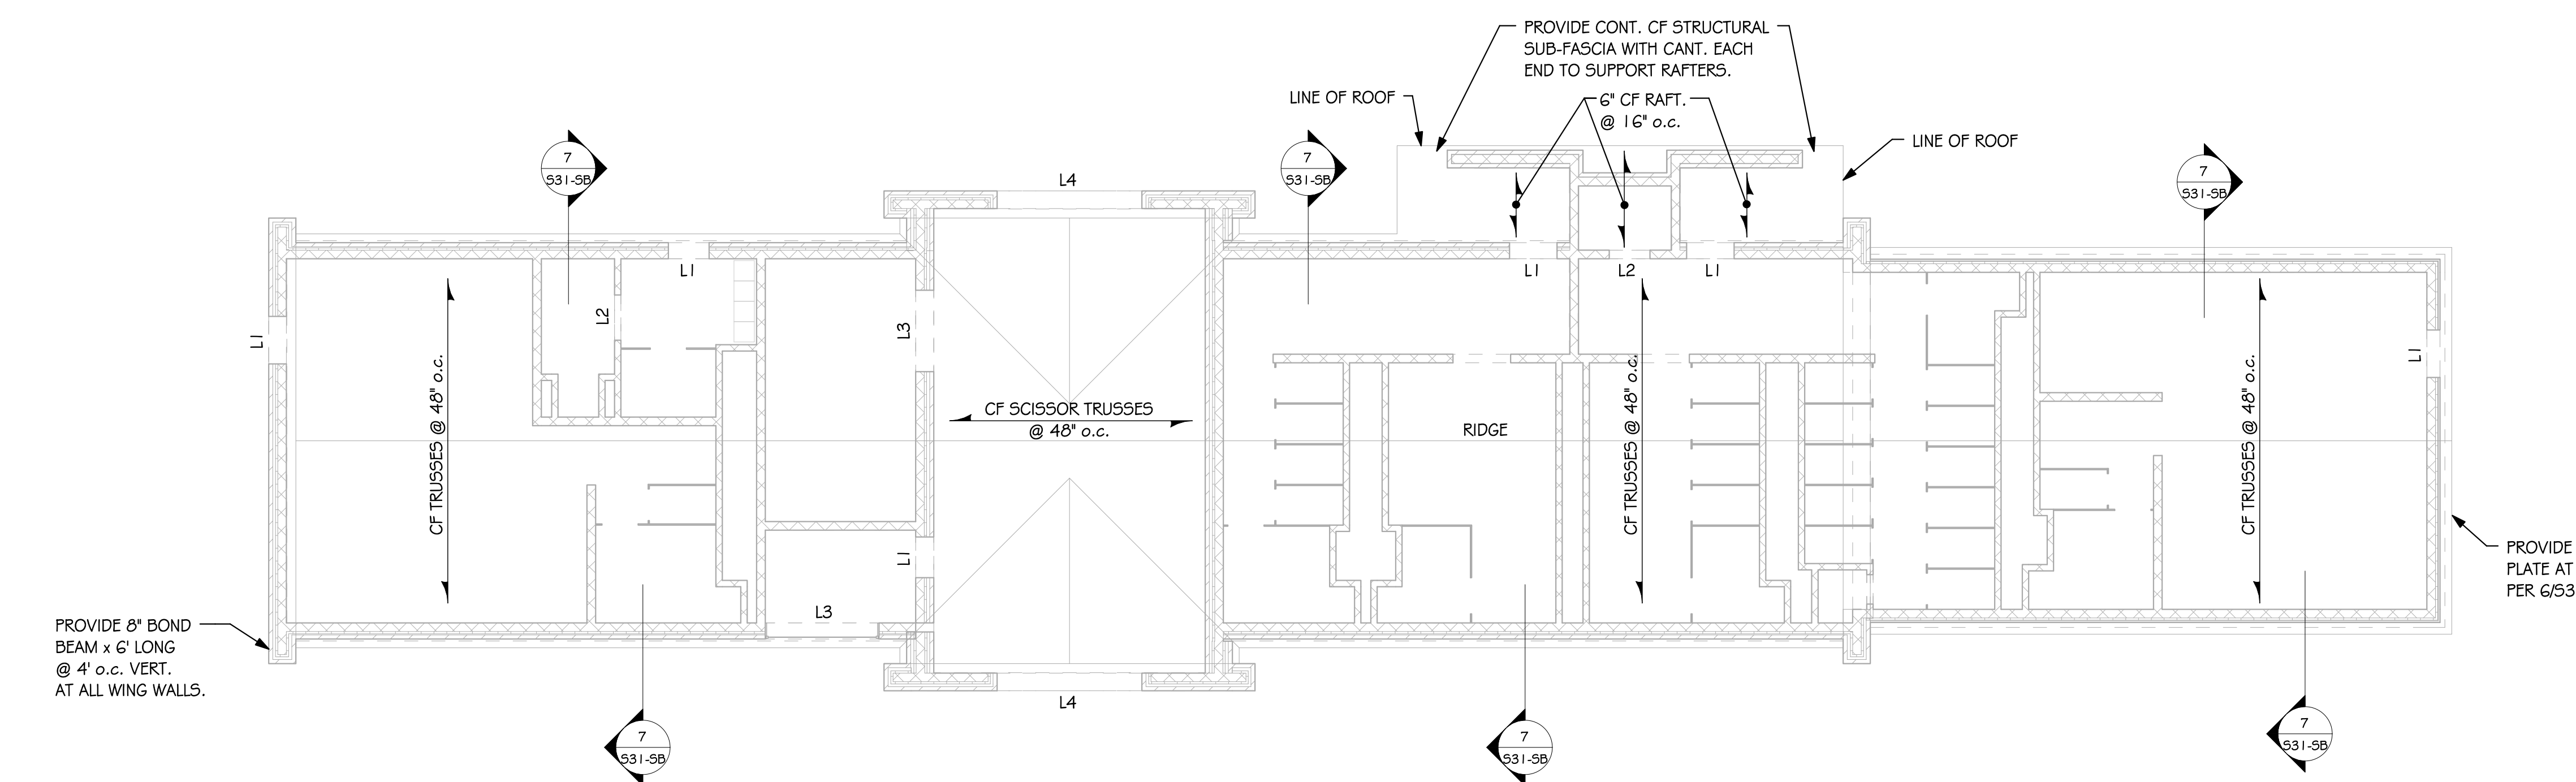 PROVIDE CONT. CF STRUCTURAL
SUB-FASCIA WITH CANT. EACH
END TO SUPPORT RAFTERS.
LINE OF ROOF
6" CF RAFT.
@ 16" o.c.
LINE OF ROOF
7
S31-SB
7
S31-SB
7
S31-SB
L4
L1
L2
L1
L1
L2
L3
L1
L1
CF TRUSSES @ 48" o.c.
CF SCISSOR TRUSSES
@ 48" o.c.
RIDGE
CF TRUSSES @ 48" o.c.
CF TRUSSES @ 48" o.c.
L1
L3
PROVIDE
PLATE AT
PER 6/S3
PROVIDE 8" BOND
BEAM x 6' LONG
@ 4' o.c. VERT.
AT ALL WING WALLS.
L4
7
S31-SB
7
S31-SB
7
S31-SB